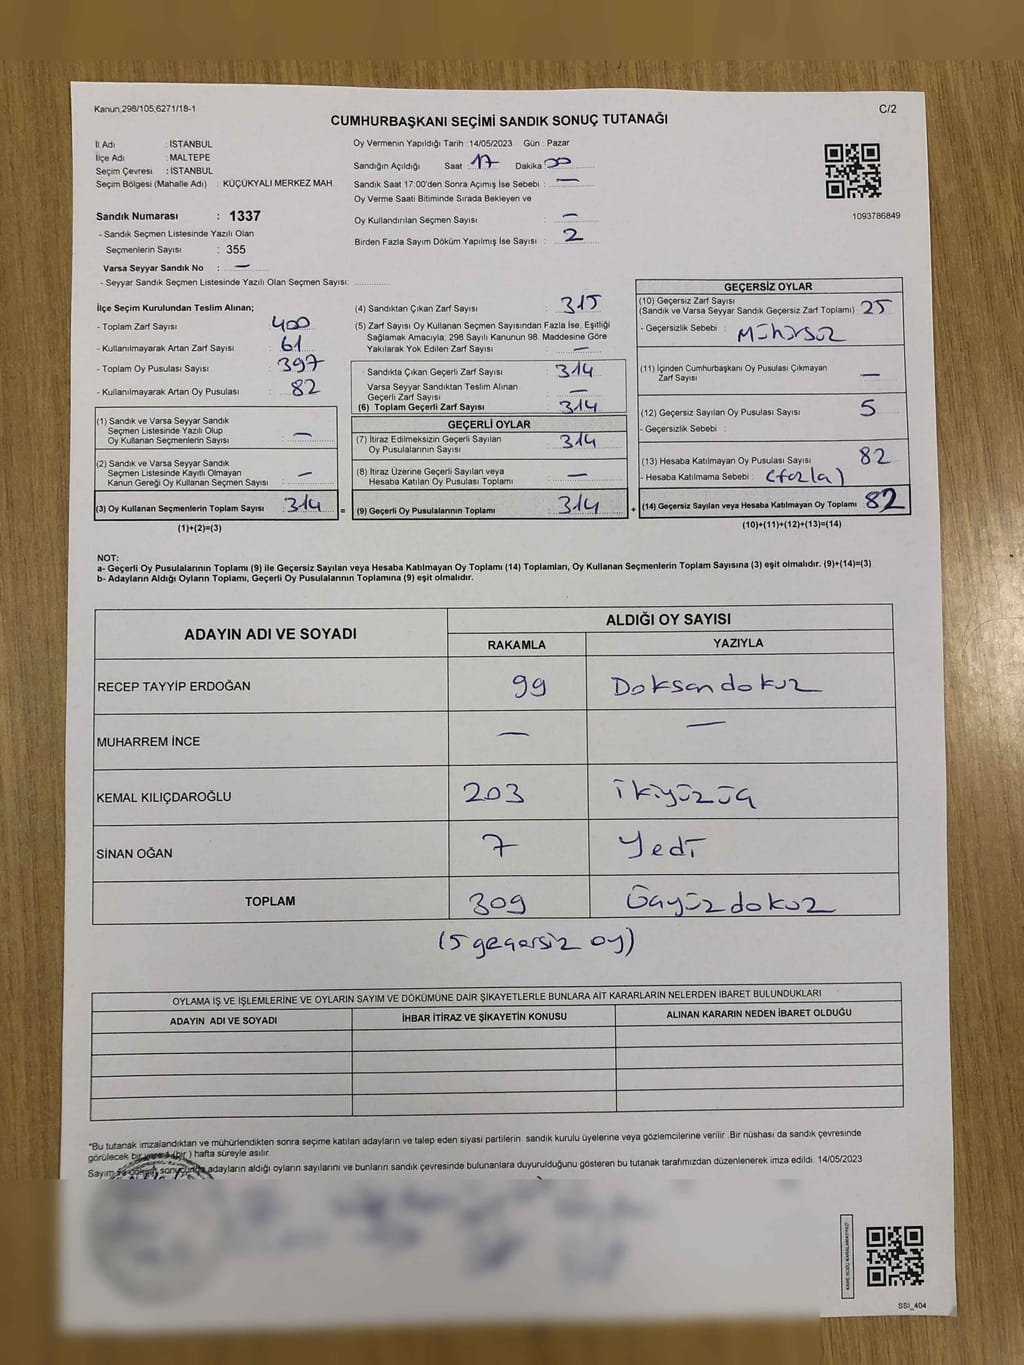 Kanun,298/105;6271/18-1
C/2
CUMHURBAŞKANI SEÇİMİ SANDIK SONUÇ TUTANAĞI
İl Adı : İSTANBUL
İlçe Adı : MALTEPE
Seçim Çevresi : İSTANBUL
Seçim Bölgesi (Mahalle Adı) : KÜÇÜKYALI MERKEZ MAH.
Sandık Numarası : 1337
- Sandık Seçmen Listesinde Yazılı Olan
Seçmenlerin Sayısı : 355
Varsa Seyyar Sandık No : —
- Seyyar Sandık Seçmen Listesinde Yazılı Olan Seçmen Sayısı:
Oy Vermenin Yapıldığı Tarih : 14/05/2023 Gün : Pazar
Sandığın Açıldığı Saat : 17 Dakika : 00
Sandık Saat 17:00'den Sonra Açımış İse Sebebi : —
Oy Verme Saati Bitiminde Sırada Bekleyen ve
Oy Kullandırılan Seçmen Sayısı : —
Birden Fazla Sayım Döküm Yapılmış İse Sayısı : 2
1093786849
İlçe Seçim Kurulundan Teslim Alınan;
- Toplam Zarf Sayısı : 400
- Kullanılmayarak Artan Zarf Sayısı : 61
- Toplam Oy Pusulası Sayısı : 397
- Kullanılmayarak Artan Oy Pusulası : 82
(1) Sandık ve Varsa Seyyar Sandık
Seçmen Listesinde Yazılı Olup
Oy Kullanan Seçmenlerin Sayısı : —
(2) Sandık ve Varsa Seyyar Sandık
Seçmen Listesinde Kayıtlı Olmayan
Kanun Gereği Oy Kullanan Seçmen Sayısı : —
(3) Oy Kullanan Seçmenlerin Toplam Sayısı : 314 =
(1)+(2)=(3)
(4) Sandıktan Çıkan Zarf Sayısı : 315
(5) Zarf Sayısı Oy Kullanan Seçmen Sayısından Fazla İse, Eşitliği
Sağlamak Amacıyla; 298 Sayılı Kanunun 98. Maddesine Göre
Yakılarak Yok Edilen Zarf Sayısı : —
Sandıkta Çıkan Geçerli Zarf Sayısı : 314
Varsa Seyyar Sandıktan Teslim Alınan
Geçerli Zarf Sayısı : —
(6) Toplam Geçerli Zarf Sayısı : 314
GEÇERLİ OYLAR
(7) İtiraz Edilmeksizin Geçerli Sayılan
Oy Pusulalarının Sayısı : 314
(8) İtiraz Üzerine Geçerli Sayılan veya
Hesaba Katılan Oy Pusulası Toplamı : —
(9) Geçerli Oy Pusulalarının Toplamı : 314 +
GEÇERSİZ OYLAR
(10) Geçersiz Zarf Sayısı
(Sandık ve Varsa Seyyar Sandık Geçersiz Zarf Toplamı) : 25
- Geçersizlik Sebebi : Mühürsüz
(11) İçinden Cumhurbaşkanı Oy Pusulası Çıkmayan
Zarf Sayısı : —
(12) Geçersiz Sayılan Oy Pusulası Sayısı : 5
- Geçersizlik Sebebi :
(13) Hesaba Katılmayan Oy Pusulası Sayısı : 82
- Hesaba Katılmama Sebebi : (fazla)
(14) Geçersiz Sayılan veya Hesaba Katılmayan Oy Toplamı : 82
(10)+(11)+(12)+(13)=(14)
NOT:
a- Geçerli Oy Pusulalarının Toplamı (9) ile Geçersiz Sayılan veya Hesaba Katılmayan Oy Toplamı (14) Toplamları, Oy Kullanan Seçmenlerin Toplam Sayısına (3) eşit olmalıdır. (9)+(14)=(3)
b- Adayların Aldığı Oyların Toplamı, Geçerli Oy Pusulalarının Toplamına (9) eşit olmalıdır.
ADAYIN ADI VE SOYADI
ALDIĞI OY SAYISI
RAKAMLA YAZIYLA
RECEP TAYYİP ERDOĞAN 99 Doksandokuz
MUHARREM İNCE — —
KEMAL KILIÇDAROĞLU 203 ikiyüzüç
SİNAN OĞAN 7 Yedi
TOPLAM 309 Üçyüzdokuz
(5 geçersiz oy)
OYLAMA İŞ VE İŞLEMLERİNE VE OYLARIN SAYIM VE DÖKÜMÜNE DAİR ŞİKAYETLERLE BUNLARA AİT KARARLARIN NELERDEN İBARET BULUNDUKLARI
ADAYIN ADI VE SOYADI İHBAR İTİRAZ VE ŞİKAYETİN KONUSU ALINAN KARARIN NEDEN İBARET OLDUĞU
*Bu tutanak imzalandıktan ve mühürlendikten sonra seçime katılan adayların ve talep eden siyasi partilerin sandık kurulu üyelerine veya gözlemcilerine verilir .Bir nüshası da sandık çevresinde
görülecek bir yere 1 (bir ) hafta süreyle asılır.
Sayım ve döküm sonucunda adayların aldığı oyların sayılarını ve bunların sandık çevresinde bulunanlara duyurulduğunu gösteren bu tutanak tarafımızdan düzenlenerek imza edildi. 14/05/2023
SSİ_404